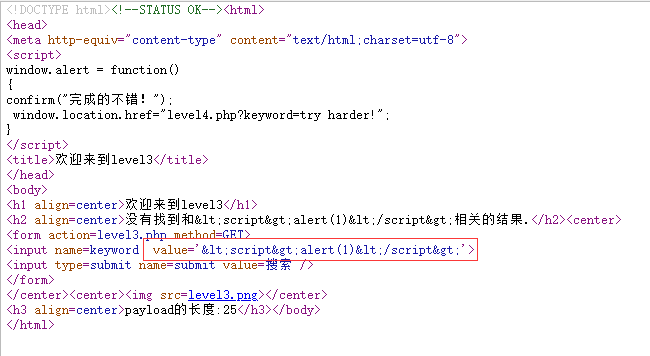 <!DOCTYPE html><!--STATUS OK--><html>
<head>
<meta http-equiv="content-type" content="text/html;charset=utf-8">
<script>
window.alert = function()
{
confirm("完成的不错！");
 window.location.href="level4.php?keyword=try harder!";
}
</script>
<title>欢迎来到level3</title>
</head>
<body>
<h1 align=center>欢迎来到level3</h1>
<h2 align=center>没有找到和&lt;script&gt;alert(1)&lt;/script&gt;相关的结果.</h2><center>
<form action=level3.php method=GET>
<input name=keyword  value='&lt;script&gt;alert(1)&lt;/script&gt;'>
<input type=submit name=submit value=搜索 />
</form>
</center><center><img src=level3.png></center>
<h3 align=center>payload的长度:25</h3></body>
</html>